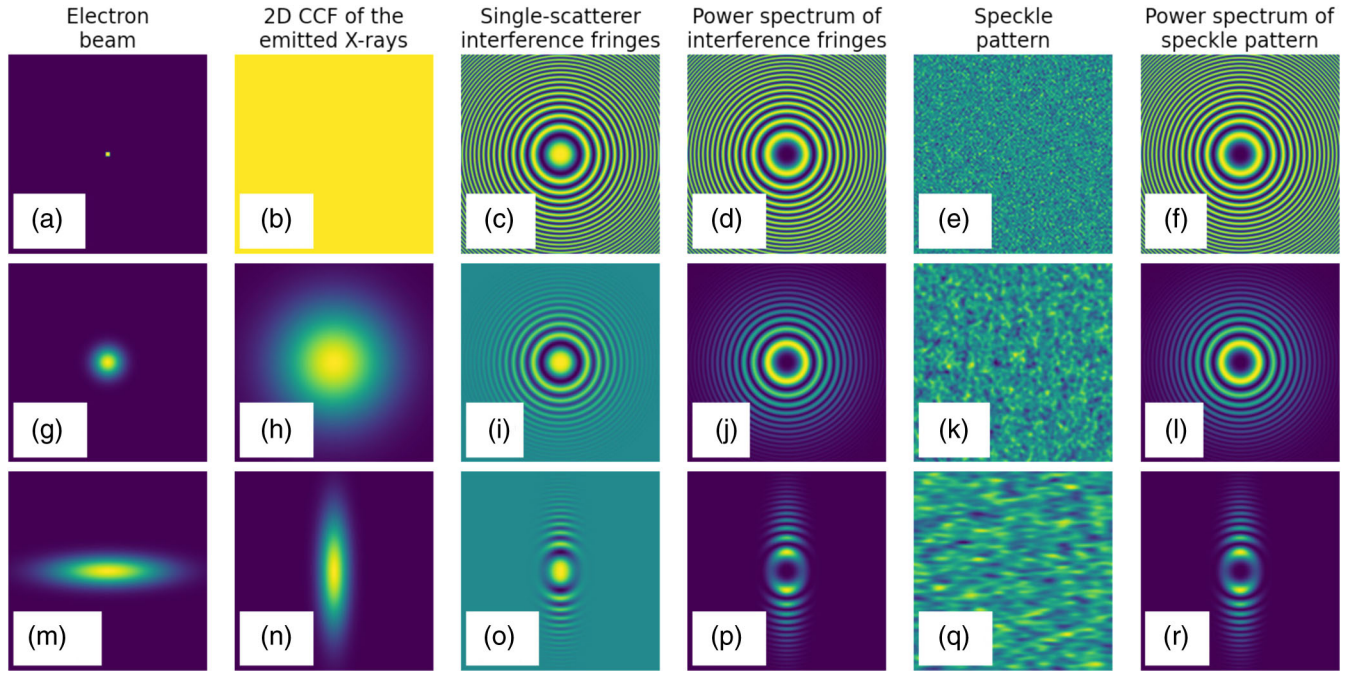 Electron
beam
2D CCF of the
emitted X-rays
Single-scatterer
interference fringes
Power spectrum of
interference fringes
Speckle
pattern
Power spectrum of
speckle pattern
(a)
(b)
(c)
(d)
(e)
(f)
(g)
(h)
(i)
(j)
(k)
(l)
(m)
(n)
(o)
(p)
(q)
(r)